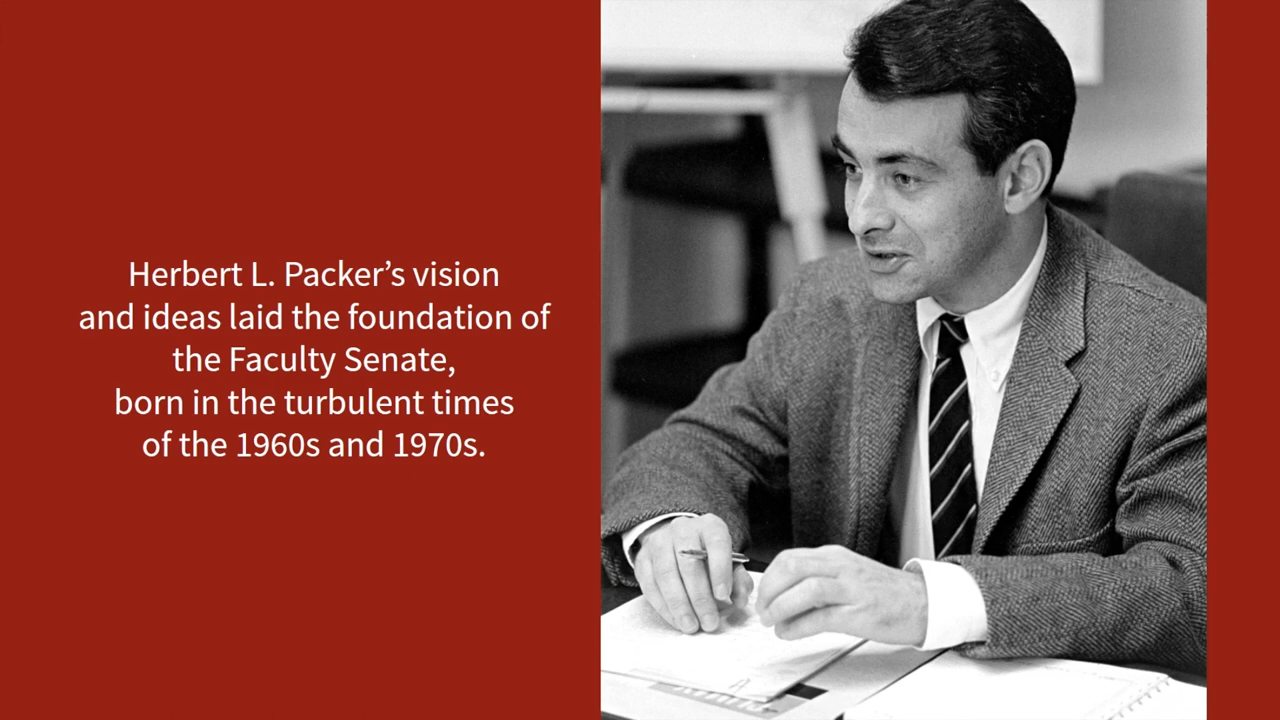 Herbert L. Packer’s vision
and ideas laid the foundation of
the Faculty Senate,
born in the turbulent times
of the 1960s and 1970s.